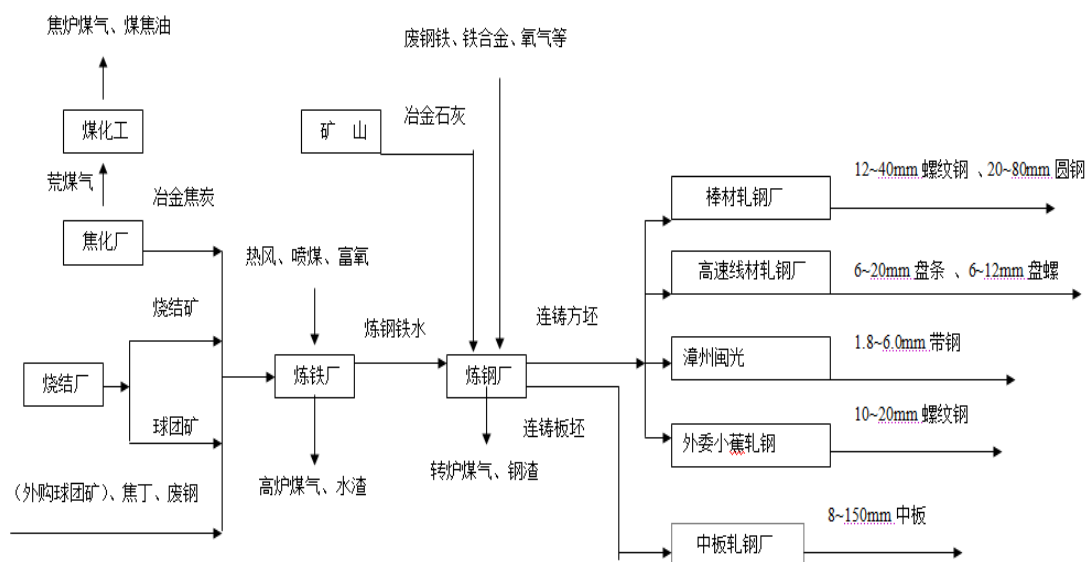 焦炉煤气、煤焦油
废钢铁、铁合金、氧气等
煤化工
矿 山
冶金石灰
荒煤气
冶金焦炭
焦化厂
热风、喷煤、富氧
棒材轧钢厂
12~40mm 螺纹钢 、20~80mm 圆钢
高速线材轧钢厂
6~20mm 盘条 、6~12mm 盘螺
烧结矿
炼钢铁水
连铸方坯
漳州闽光
1.8~6.0mm 带钢
烧结厂
炼铁厂
炼钢厂
球团矿
连铸板坯
外委小蕉轧钢
10~20mm 螺纹钢
高炉煤气、水渣
转炉煤气、钢渣
（外购球团矿）、焦丁、废钢
中板轧钢厂
8~150mm 中板